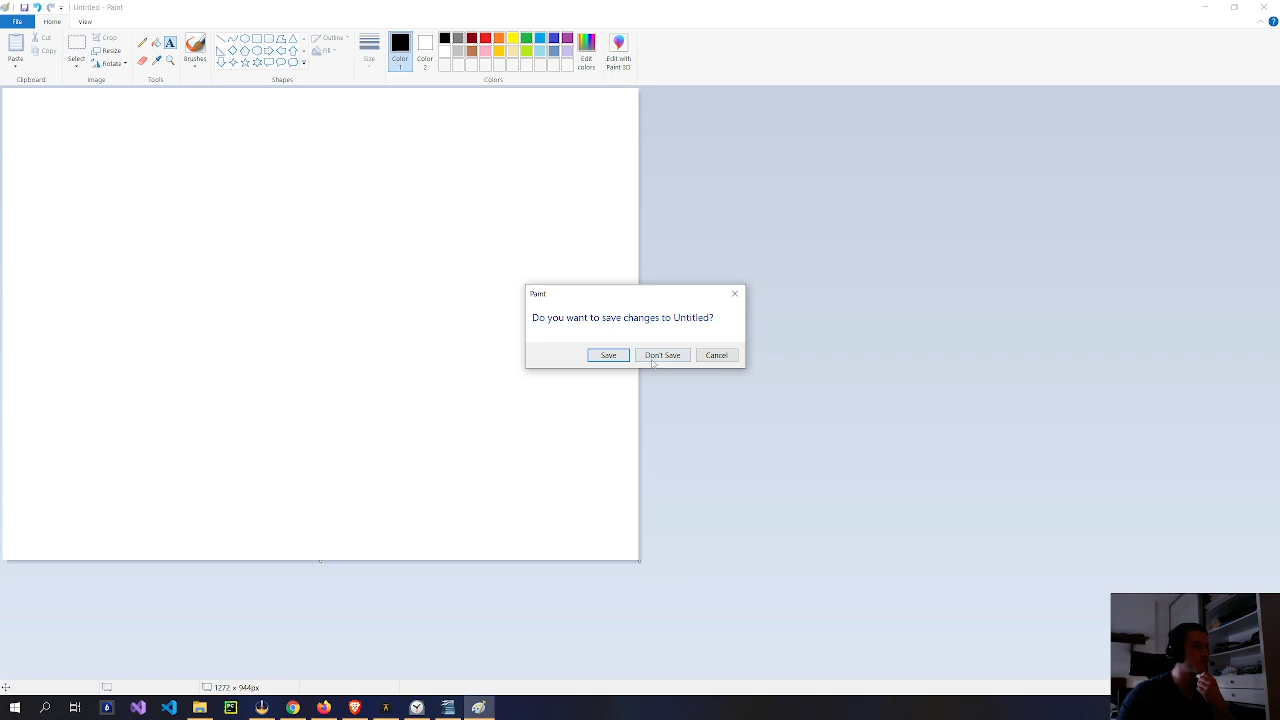 Untitled - Paint
File Home View
Paste
Cut
Copy
Clipboard
Select
Crop
Resize
Rotate
Image
A
Tools
Brushes
Shapes
Outline
Fill
Size
Color 1
Color 2
Edit colors
Colors
Edit with Paint 3D
Paint
Do you want to save changes to Untitled?
Save Don't Save Cancel
1272 × 944px